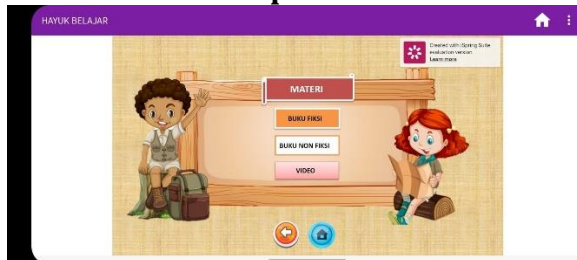 HAYUK BELAJAR
Created with iSpring Suite
evaluation version
Learn more
MATERI
BUKU FIKSI
BUKU NON FIKSI
VIDEO